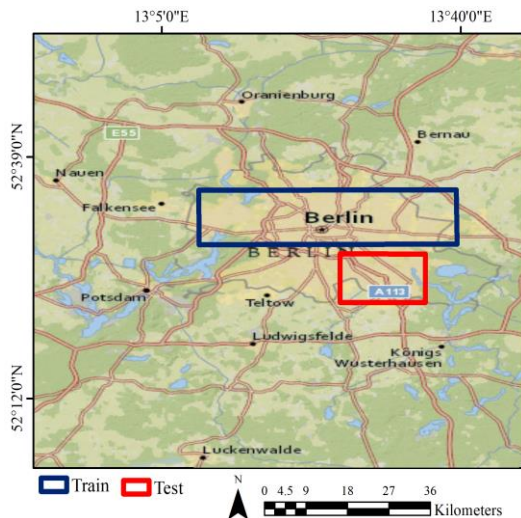 13°5'0"E 13°40'0"E
Oranienburg
E55
Bernau
52°39'0"N
Nauen
Falkensee
Berlin
BERLIN
Potsdam
A 113
Teltow
Ludwigsfelde
Königs
Wusterhausen
52°12'0"N
Luckenwalde
Train Test
N
0 4.5 9 18 27 36
Kilometers